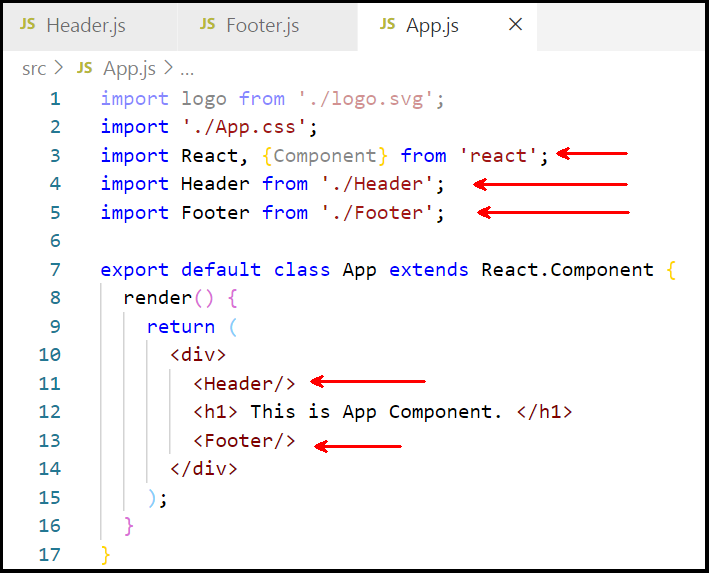 JS Header.js JS Footer.js JS App.js ×
src > JS App.js > ...
1 import logo from './logo.svg';
2 import './App.css';
3 import React, {Component} from 'react';
4 import Header from './Header';
5 import Footer from './Footer';
6
7 export default class App extends React.Component {
8 render() {
9 return (
10 <div>
11 <Header/>
12 <h1> This is App Component. </h1>
13 <Footer/>
14 </div>
15 );
16 }
17 }